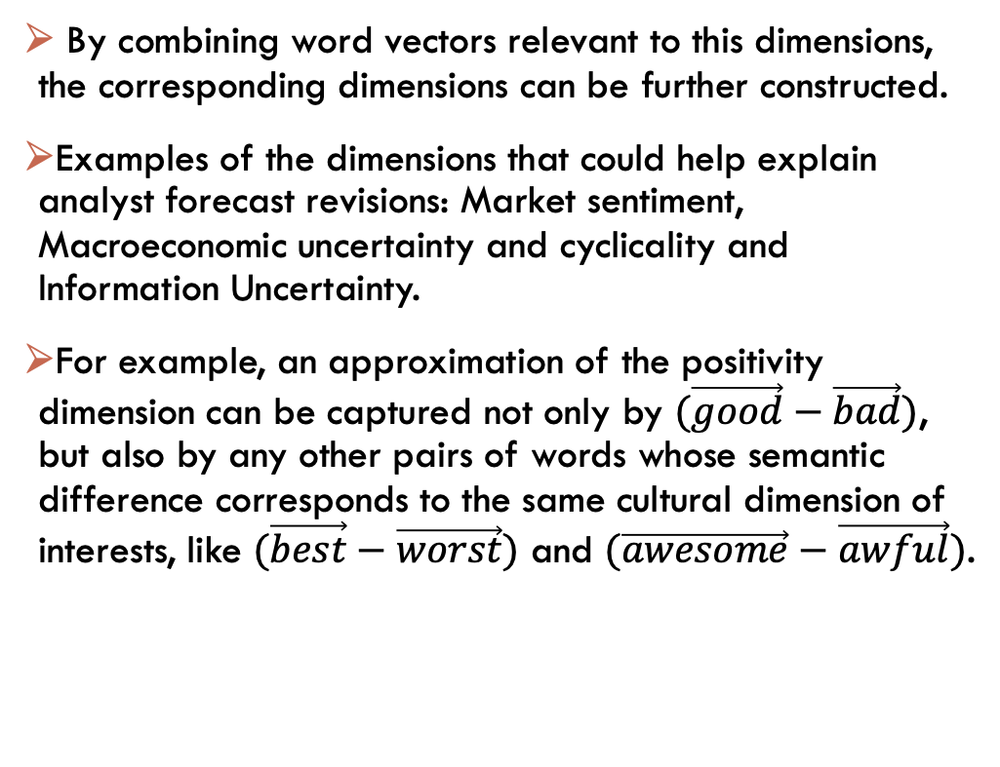 ➢ By combining word vectors relevant to this dimensions,
the corresponding dimensions can be further constructed.
➢Examples of the dimensions that could help explain
analyst forecast revisions: Market sentiment,
Macroeconomic uncertainty and cyclicality and
Information Uncertainty.
➢For example, an approximation of the positivity
dimension can be captured not only by (\overrightarrow{good} − \overrightarrow{bad}),
but also by any other pairs of words whose semantic
difference corresponds to the same cultural dimension of
interests, like (\overrightarrow{best} − \overrightarrow{worst}) and (\overrightarrow{awesome} − \overrightarrow{awful}).